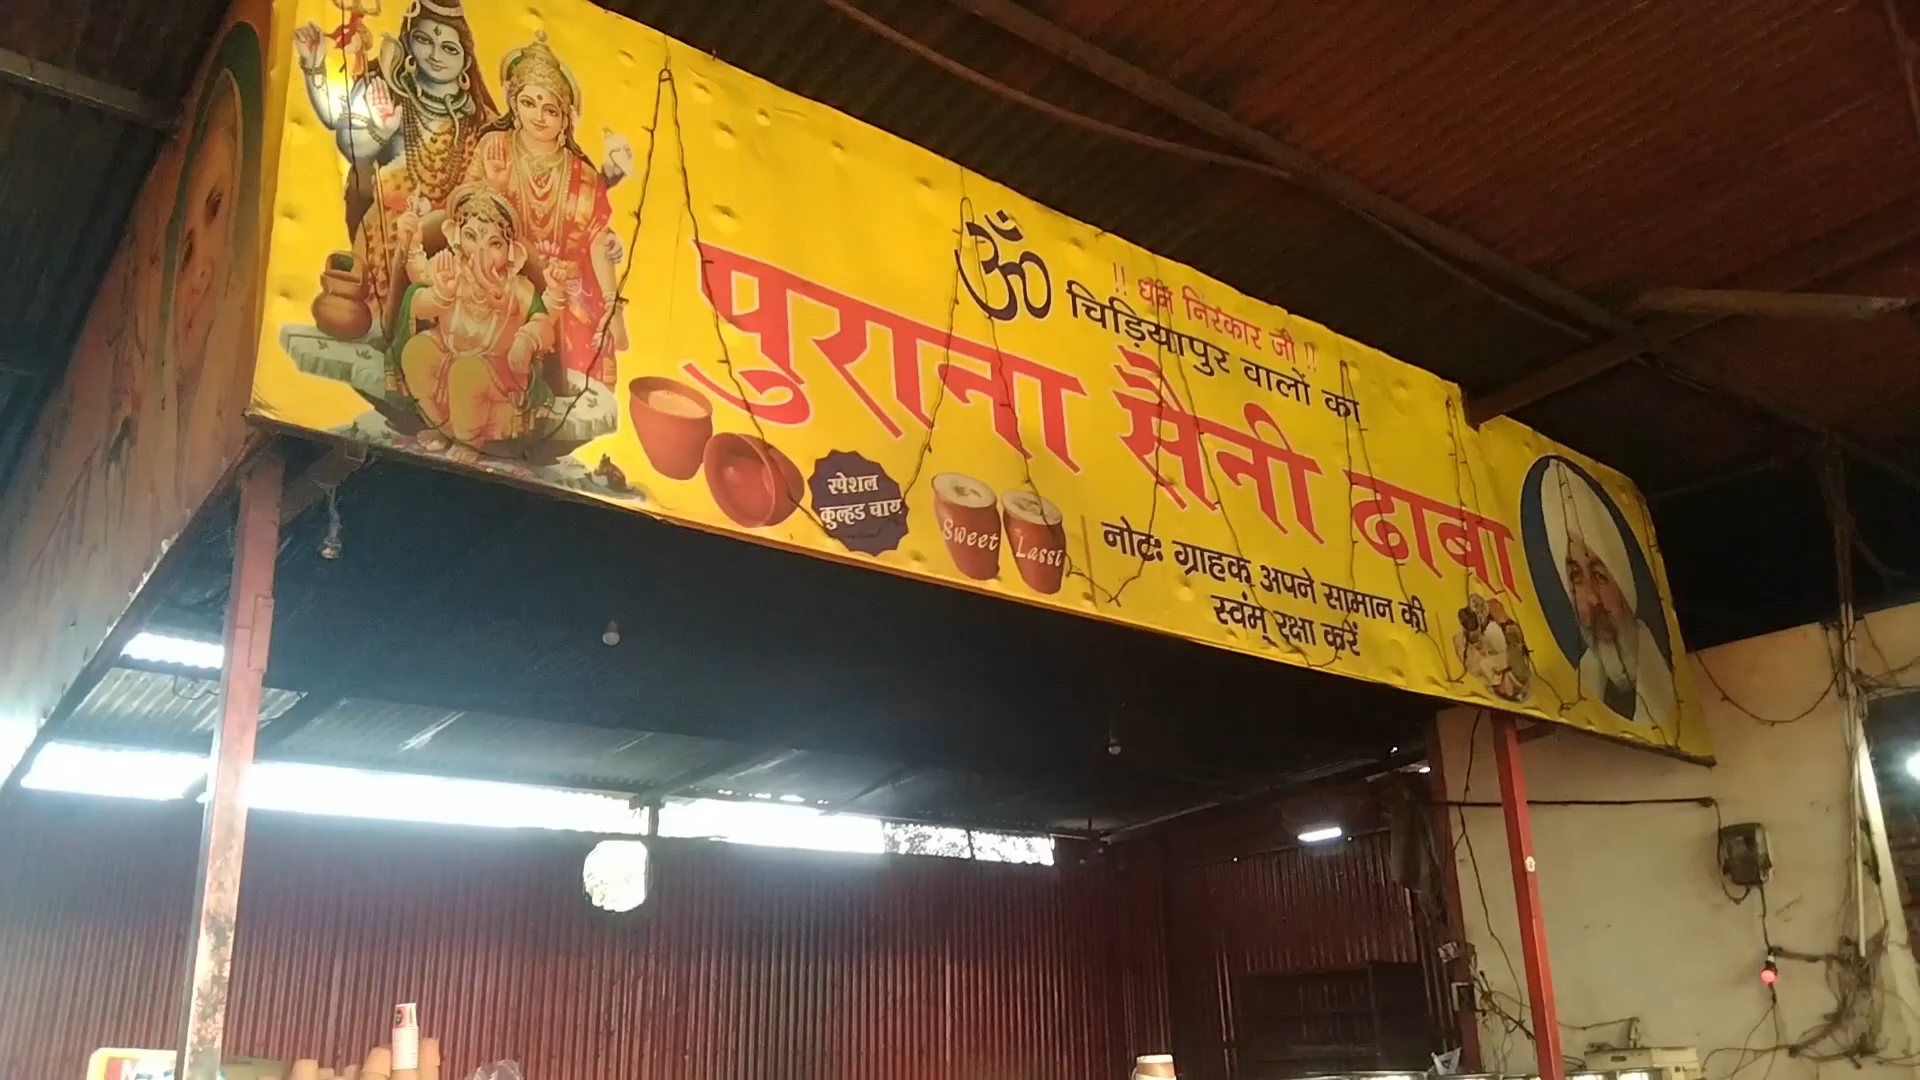 ॐ
!! धन निरंकार जी !!
चिड़ियापुर वालों का
पुराना सैनी ढाबा
स्पेशल
कुल्हड चाय
Sweet Lassi
नोटः ग्राहक अपने सामान की
स्वंम् रक्षा करें